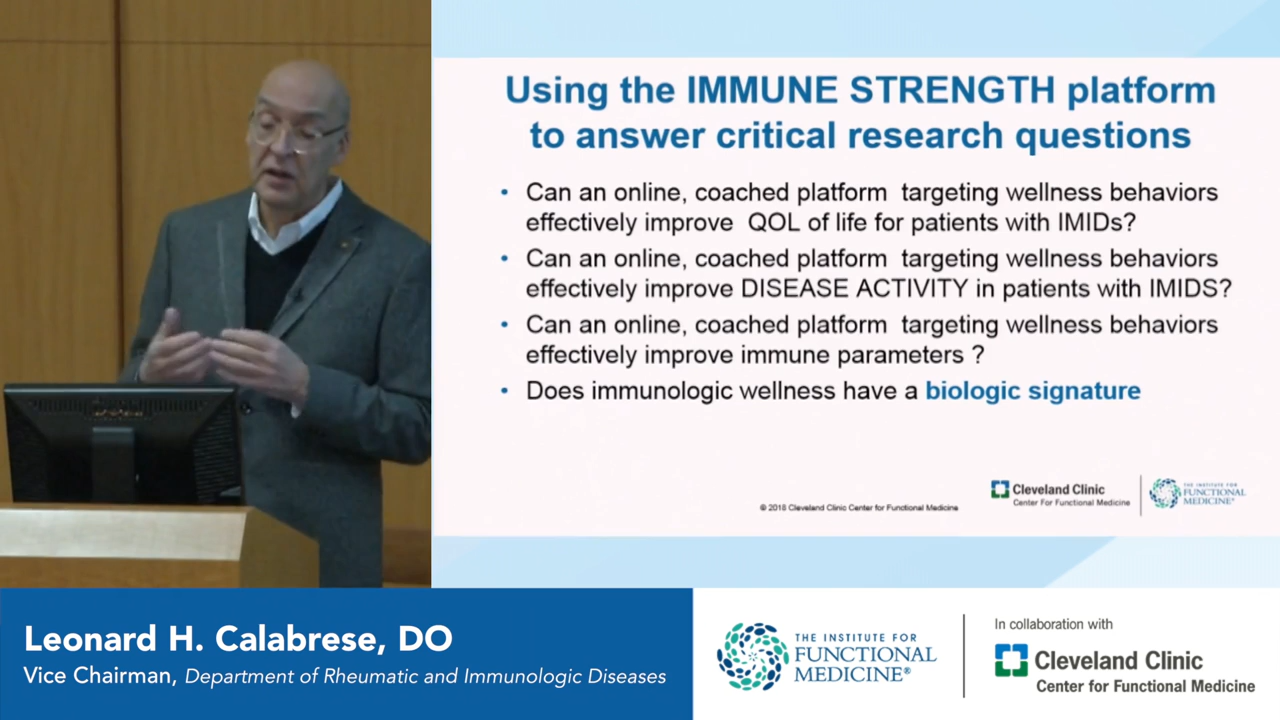 Using the IMMUNE STRENGTH platform
to answer critical research questions
• Can an online, coached platform targeting wellness behaviors
effectively improve QOL of life for patients with IMIDs?
• Can an online, coached platform targeting wellness behaviors
effectively improve DISEASE ACTIVITY in patients with IMIDS?
• Can an online, coached platform targeting wellness behaviors
effectively improve immune parameters ?
• Does immunologic wellness have a biologic signature
Cleveland Clinic
Center For Functional Medicine
THE INSTITUTE FOR
FUNCTIONAL
MEDICINE®
© 2018 Cleveland Clinic Center for Functional Medicine
Leonard H. Calabrese, DO
Vice Chairman, Department of Rheumatic and Immunologic Diseases
THE INSTITUTE FOR
FUNCTIONAL
MEDICINE®
In collaboration with
Cleveland Clinic
Center for Functional Medicine